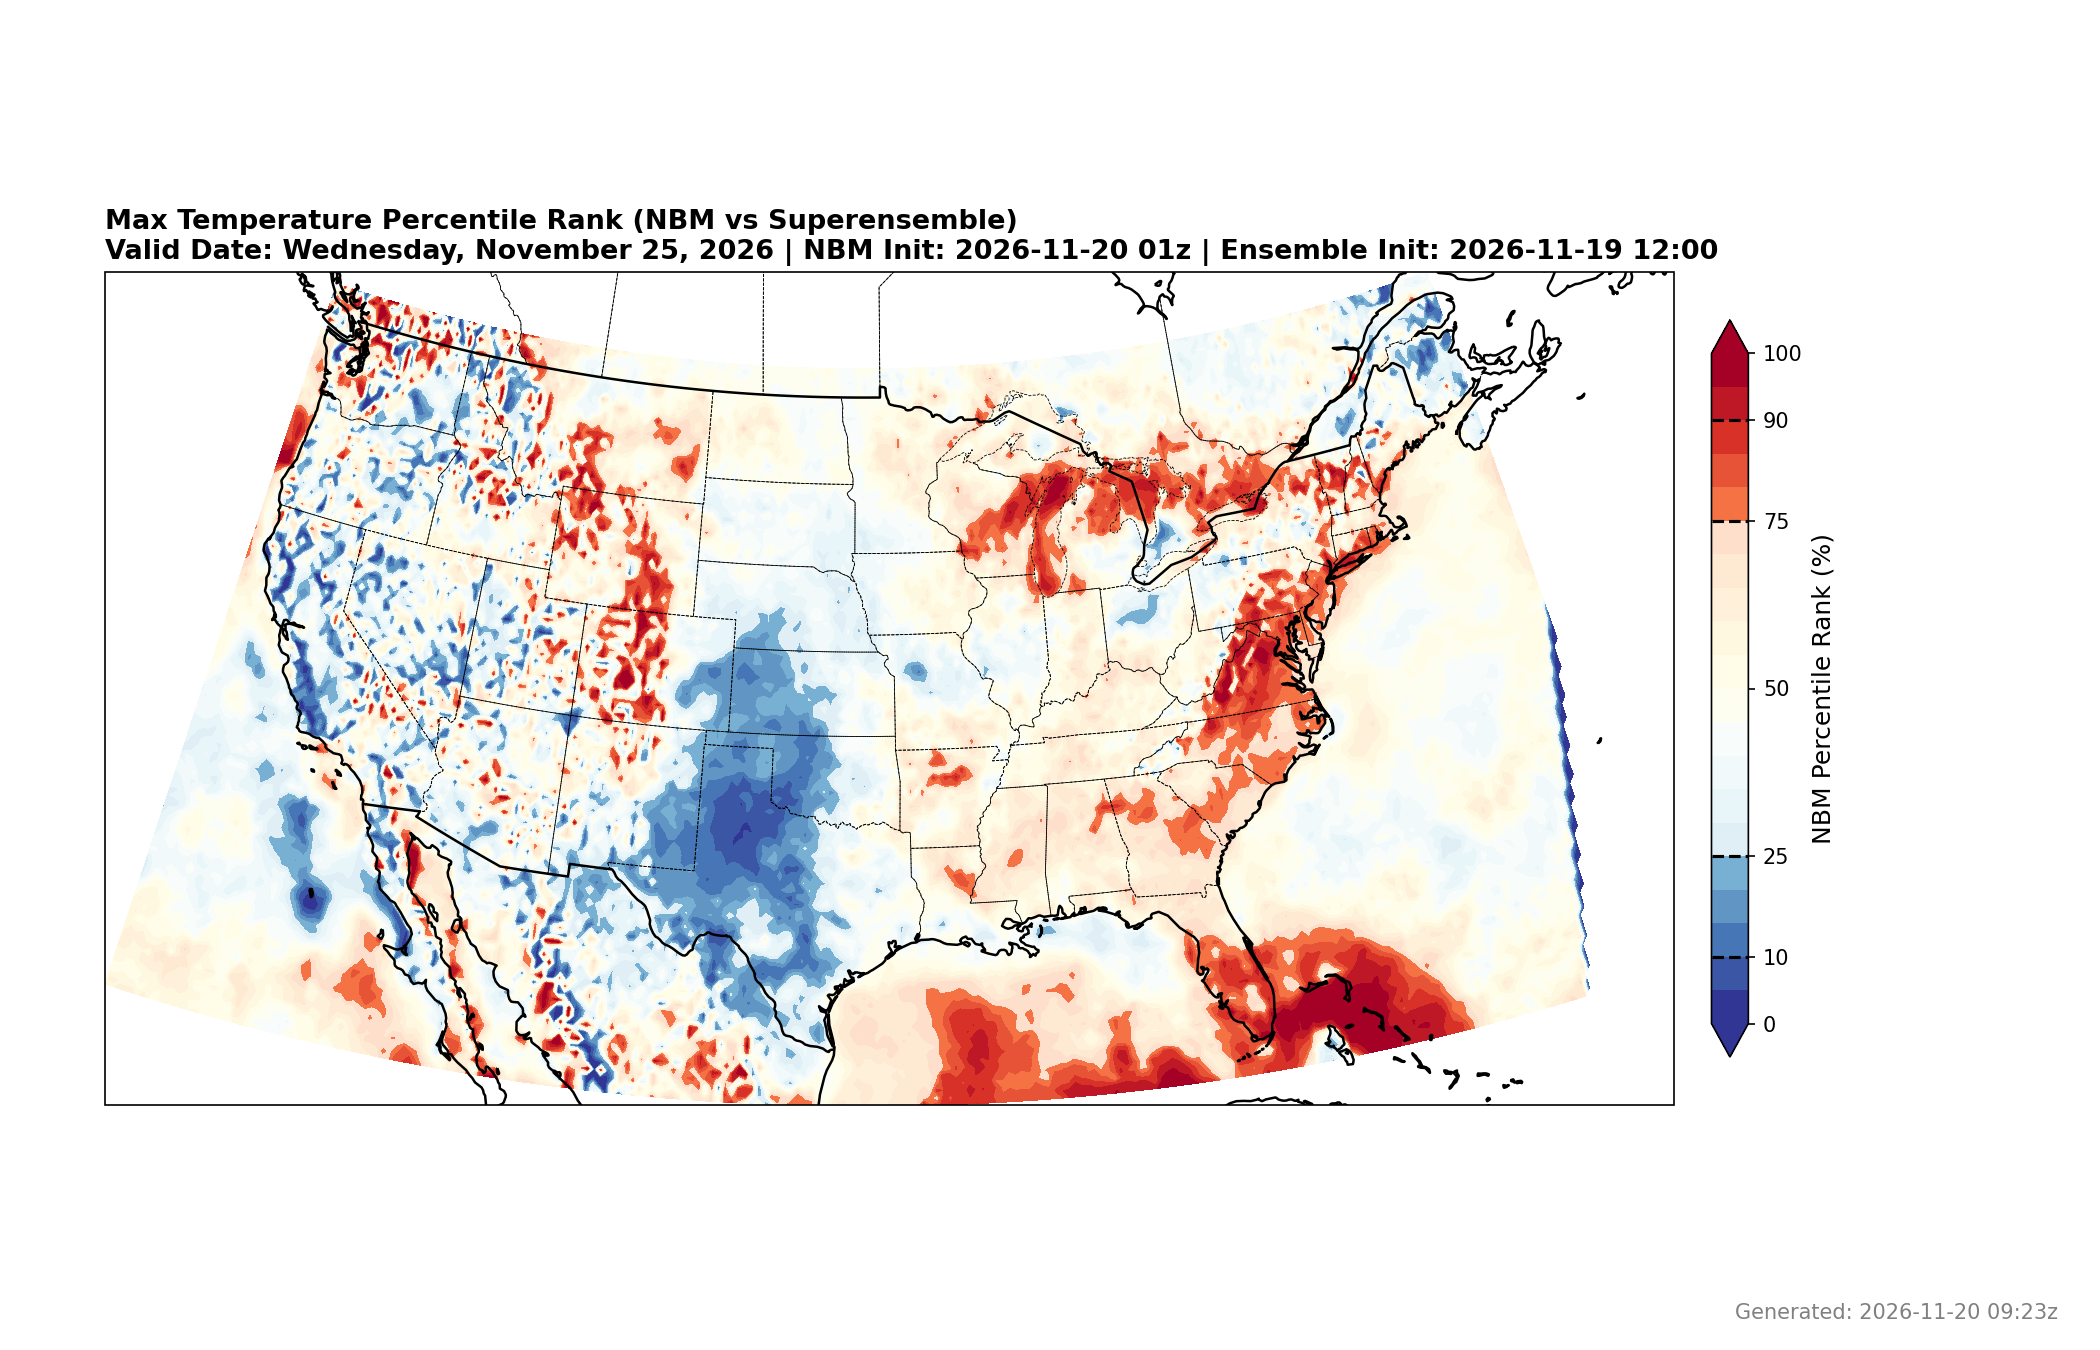 Max Temperature Percentile Rank (NBM vs Superensemble)
Valid Date: Wednesday, November 25, 2026 | NBM Init: 2026-11-20 01z | Ensemble Init: 2026-11-19 12:00
100
90
75
50
25
10
0
NBM Percentile Rank (%)
Generated: 2026-11-20 09:23z